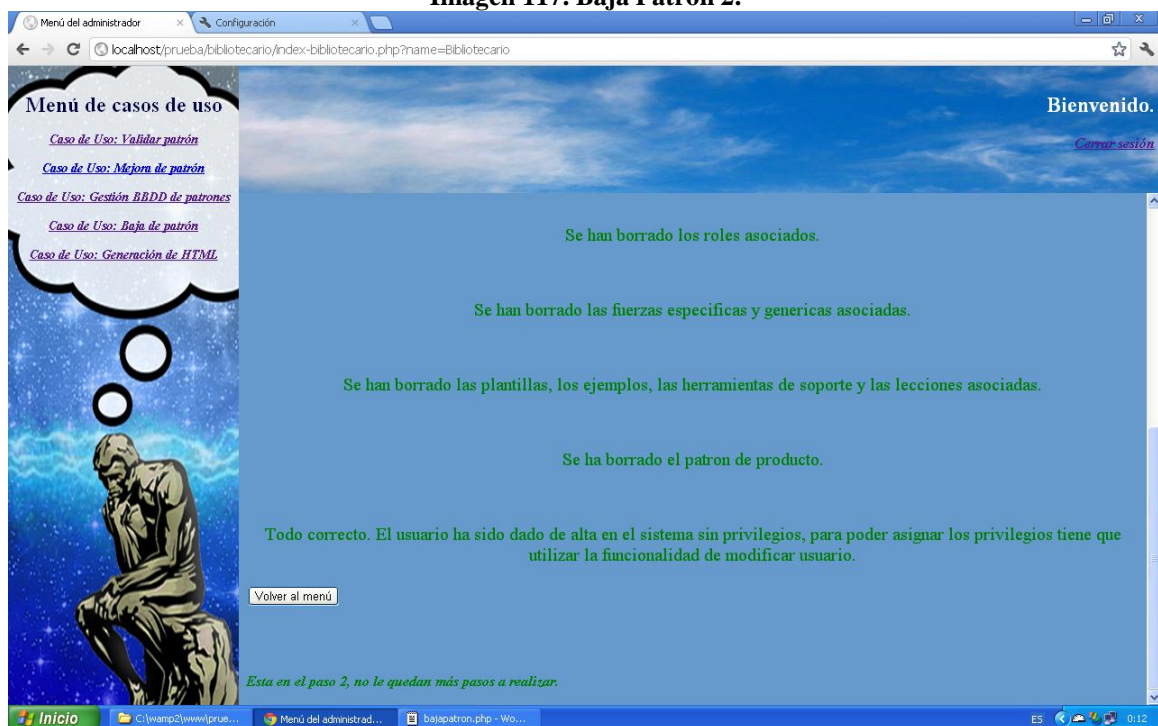 Imagen 117. Baja Patrón 2.
Menú del administrador
Configuración
localhost/prueba/bibliotecario/index-bibliotecario.php?name=Bibliotecario
Menú de casos de uso
Caso de Uso: Validar patrón
Caso de Uso: Mejora de patrón
Caso de Uso: Gestión BBDD de patrones
Caso de Uso: Baja de patrón
Caso de Uso: Generación de HTML
Bienvenido.
Cerrar sesión
Se han borrado los roles asociados.
Se han borrado las fuerzas especificas y genericas asociadas.
Se han borrado las plantillas, los ejemplos, las herramientas de soporte y las lecciones asociadas.
Se ha borrado el patron de producto.
Todo correcto. El usuario ha sido dado de alta en el sistema sin privilegios, para poder asignar los privilegios tiene que
utilizar la funcionalidad de modificar usuario.
Volver al menú
Esta en el paso 2, no le quedan más pasos a realizar.
Inicio
C:\wamp2\www\prue...
Menú del administrad...
bajapatron.php - Wo...
ES
0:12